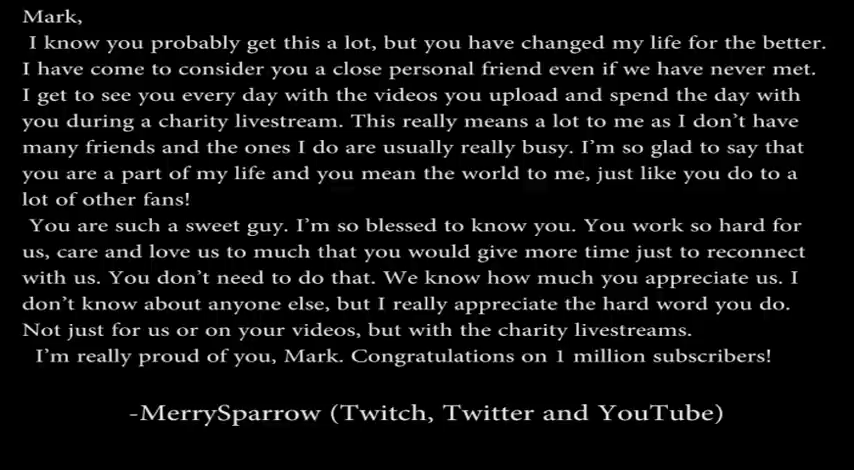 Mark,
I know you probably get this a lot, but you have changed my life for the better.
I have come to consider you a close personal friend even if we have never met.
I get to see you every day with the videos you upload and spend the day with
you during a charity livestream. This really means a lot to me as I don't have
many friends and the ones I do are usually really busy. I'm so glad to say that
you are a part of my life and you mean the world to me, just like you do to a
lot of other fans!
You are such a sweet guy. I'm so blessed to know you. You work so hard for
us, care and love us to much that you would give more time just to reconnect
with us. You don't need to do that. We know how much you appreciate us. I
don't know about anyone else, but I really appreciate the hard word you do.
Not just for us or on your videos, but with the charity livestreams.
I'm really proud of you, Mark. Congratulations on 1 million subscribers!
-MerrySparrow (Twitch, Twitter and YouTube)